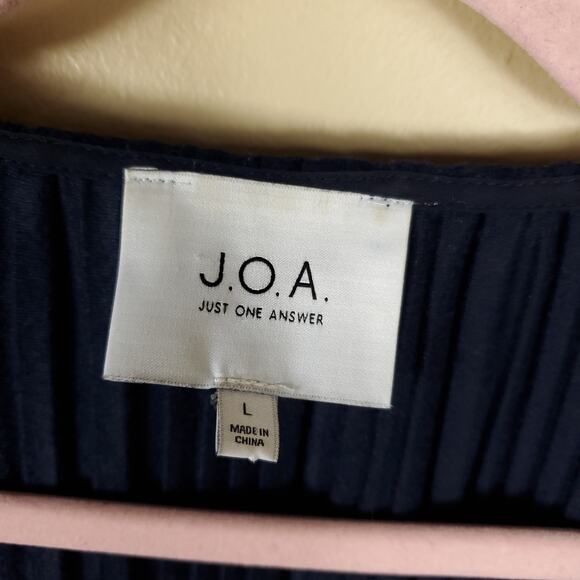 J.O.A.
JUST ONE ANSWER
L
MADE IN
CHINA